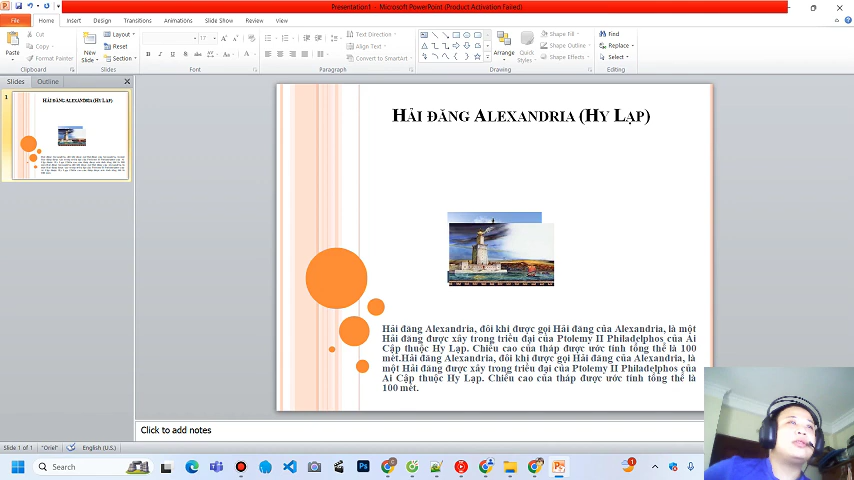 Presentation1 - Microsoft PowerPoint (Product Activation Failed)
File Home Insert Design Transitions Animations Slide Show Review View
Paste
Cut
Copy
Format Painter
Clipboard
New
Slide
Layout
Reset
Section
Slides
17
B I U S
Font
Text Direction
Align Text
Convert to SmartArt
Paragraph
Arrange
Quick
Styles
Shape Fill
Shape Outline
Shape Effects
Drawing
Find
Replace
Select
Editing
Slides Outline
1
HẢI ĐĂNG ALEXANDRIA (HY LẠP)
HẢI ĐĂNG ALEXANDRIA (HY LẠP)
Hải đăng Alexandria, đôi khi được gọi Hải đăng của Alexandria, là một
Hải đăng được xây trong triều đại của Ptolemy II Philadelphos của Ai
Cập thuộc Hy Lạp. Chiều cao của tháp được ước tính tổng thể là 100
mét.Hải đăng Alexandria, đôi khi được gọi Hải đăng của Alexandria, là
một Hải đăng được xây trong triều đại của Ptolemy II Philadelphos của
Ai Cập thuộc Hy Lạp. Chiều cao của tháp được ước tính tổng thể là
100 mét.
Click to add notes
Slide 1 of 1 "Oriel" English (U.S.)
Search
1